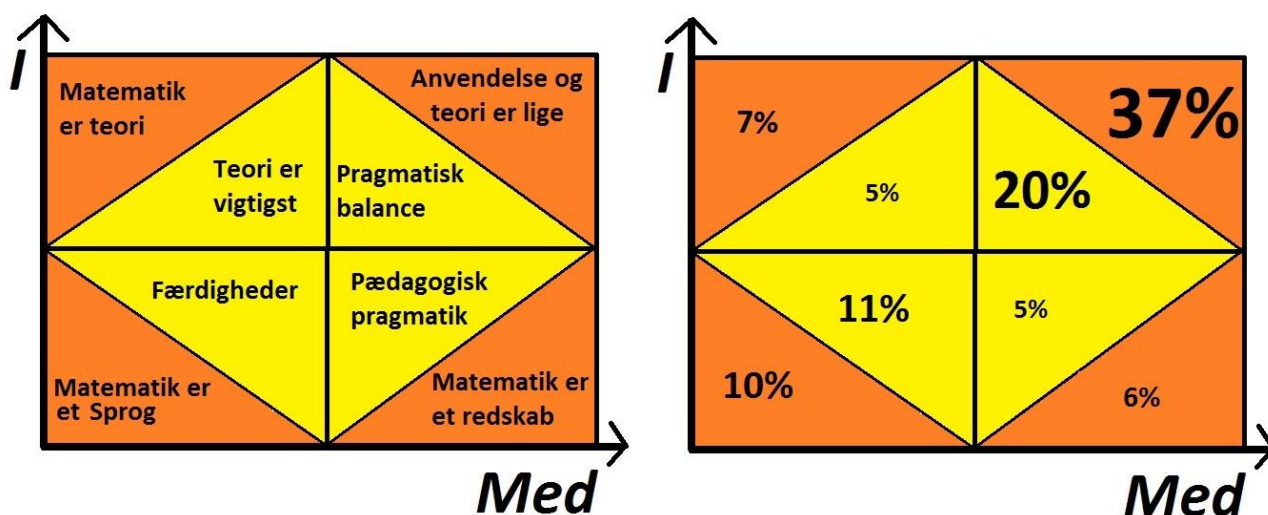 I
Matematik
er teori
Anvendelse og
teori er lige
Teori er
vigtigst
Pragmatisk
balance
Færdigheder
Pædagogisk
pragmatik
Matematik er
et Sprog
Matematik er
et redskab
Med
I
7%
37%
5%
20%
11%
5%
10%
6%
Med